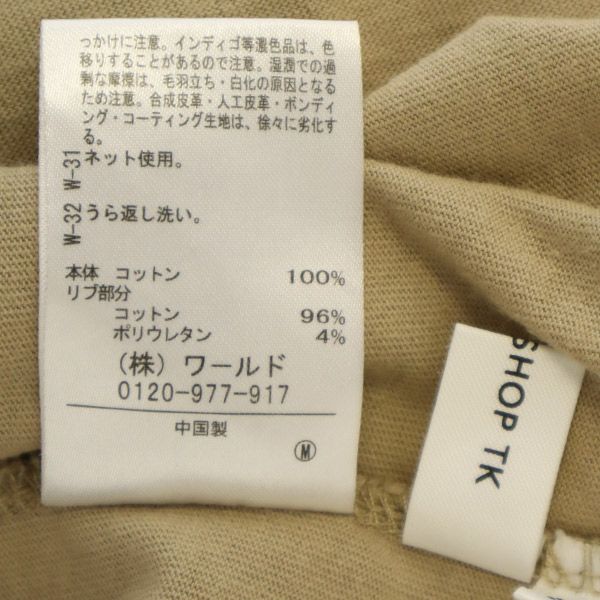 っかけに注意。インディゴ等濃色品は、色
移りすることがあるので注意。湿潤での過
剰な摩擦は、毛羽立ち・白化の原因となる
ため注意。合成皮革・人工皮革・ボンディ
ング・コーティング生地は、徐々に劣化す
る。
W-31 ネット使用。
W-32 うら返し洗い。
本体 コットン 100%
リブ部分
コットン 96%
ポリウレタン 4%
(株) ワールド
0120-977-917
中国製
M
SHOP TK